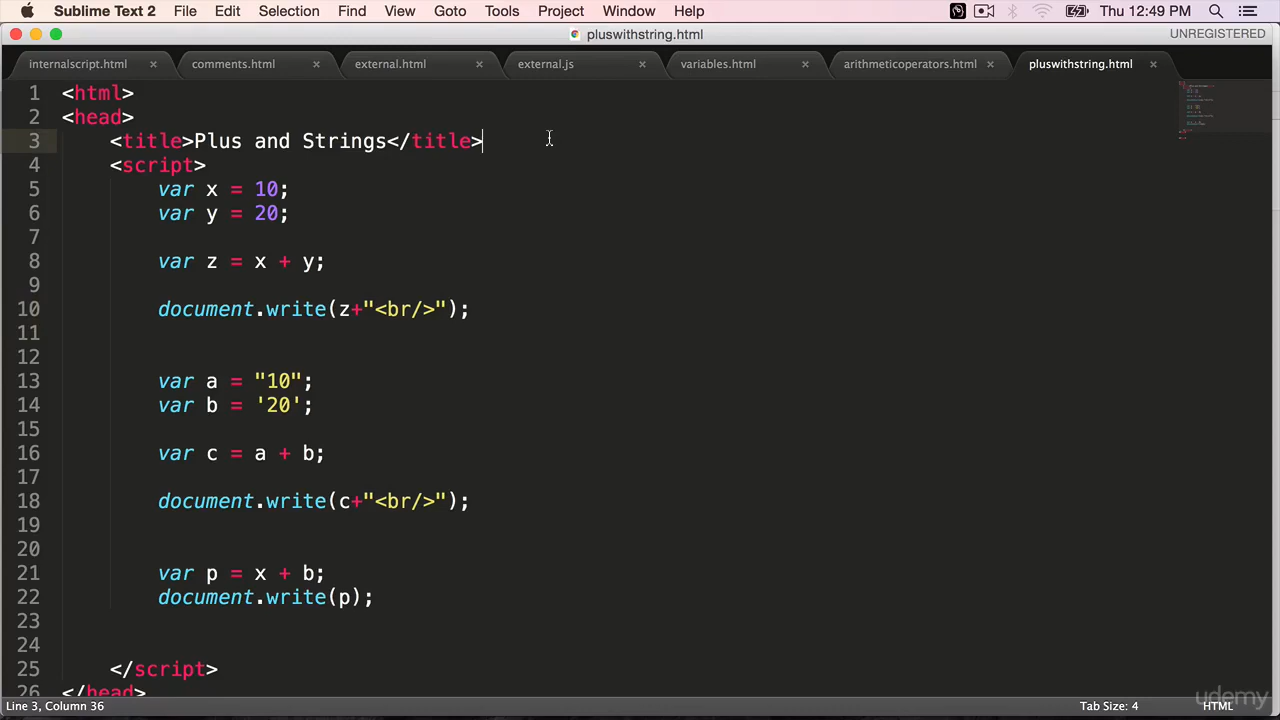 Sublime Text 2 File Edit Selection Find View Goto Tools Project Window Help Thu 12:49 PM
pluswithstring.html UNREGISTERED
internalscript.html comments.html external.html external.js variables.html arithmeticoperators.html pluswithstring.html
1 <html>
2 <head>
3 <title>Plus and Strings</title>
4 <script>
5 var x = 10;
6 var y = 20;
7
8 var z = x + y;
9
10 document.write(z+"<br/>");
11
12
13 var a = "10";
14 var b = '20';
15
16 var c = a + b;
17
18 document.write(c+"<br/>");
19
20
21 var p = x + b;
22 document.write(p);
23
24
25 </script>
26 </head>
Line 3, Column 36 Tab Size: 4 HTML
udemy